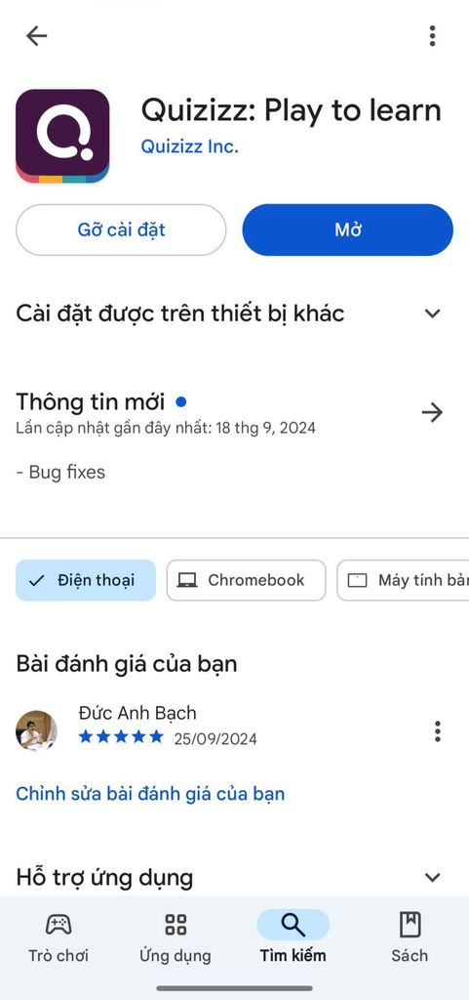 Quizizz: Play to learn
Quizizz Inc.
Gỡ cài đặt
Mở
Cài đặt được trên thiết bị khác
Thông tin mới
Lần cập nhật gần đây nhất: 18 thg 9, 2024
- Bug fixes
Điện thoại
Chromebook
Máy tính bản
Bài đánh giá của bạn
Đức Anh Bạch
25/09/2024
Chỉnh sửa bài đánh giá của bạn
Hỗ trợ ứng dụng
Trò chơi
Ứng dụng
Tìm kiếm
Sách